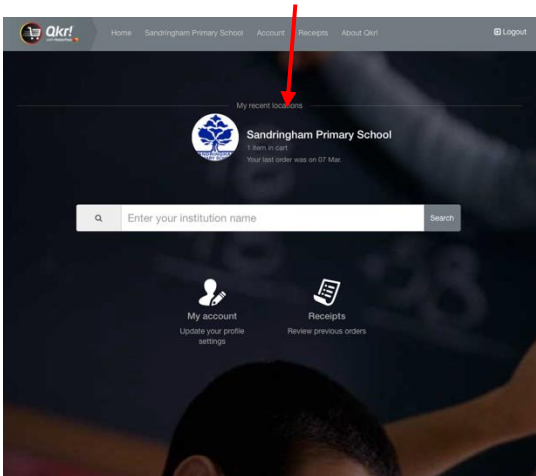 Qkr!
Home Sandringham Primary School Account Receipts About Qkr!
Logout
My recent locations
Sandringham Primary School
1 item in cart
Your last order was on 07 Mar.
Enter your institution name
Search
My account
Update your profile
settings
Receipts
Review previous orders